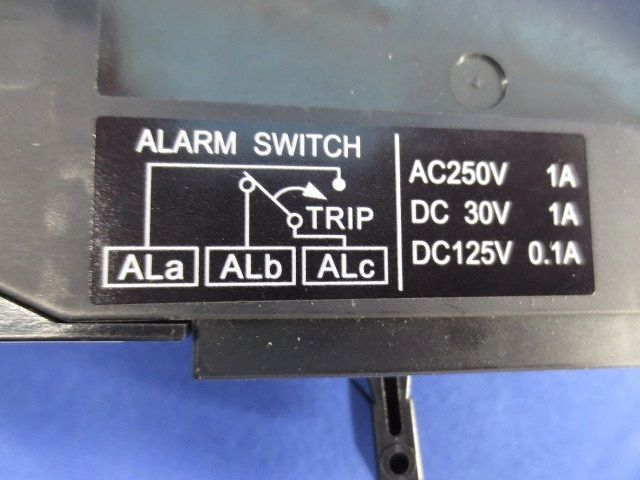 ALARM SWITCH
TRIP
ALa ALb ALc
AC250V 1A
DC 30V 1A
DC125V 0.1A